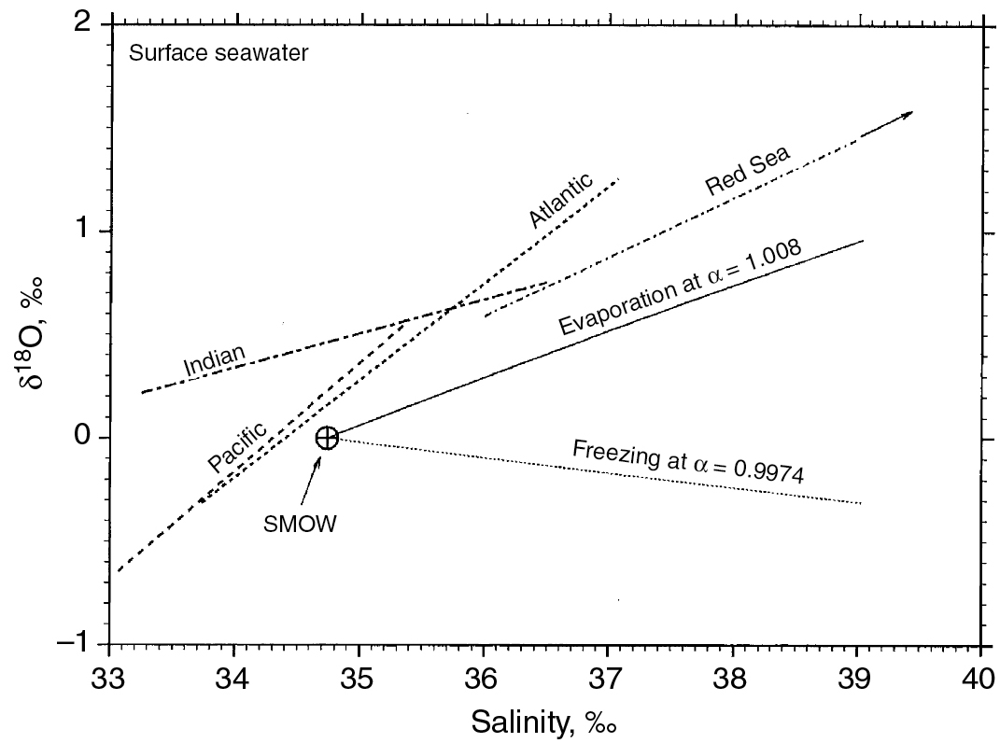 2
Surface seawater
Atlantic
Red Sea
1
Evaporation at α = 1.008
δ¹⁸O, ‰
Indian
0
Pacific
Freezing at α = 0.9974
SMOW
−1
33 34 35 36 37 38 39 40
Salinity, ‰